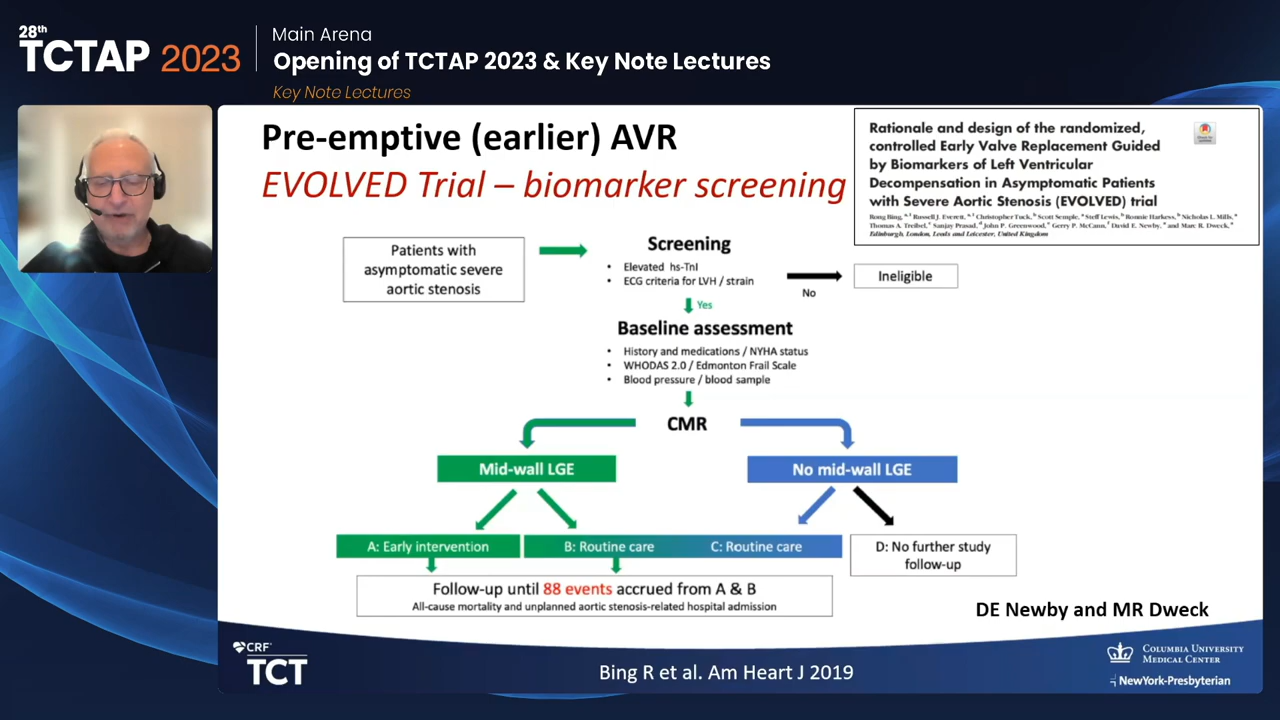 28th
TCTAP 2023
Main Arena
Opening of TCTAP 2023 & Key Note Lectures
Key Note Lectures
Pre-emptive (earlier) AVR
EVOLVED Trial – biomarker screening
Rationale and design of the randomized,
controlled Early Valve Replacement Guided
by Biomarkers of Left Ventricular
Decompensation in Asymptomatic Patients
with Severe Aortic Stenosis (EVOLVED) trial
Rong Bing, Russell J. Everett, Christopher Tuck, Scott Semple, Steff Lewis, Ronnie Harkess, Nicholas L. Mills,
Thomas A. Treibel, Sanjay Prasad, John P. Greenwood, Gerry P. McCann, David E. Newby, and Marc R. Dweck,
Edinburgh, London, Leeds and Leicester, United Kingdom
Patients with
asymptomatic severe
aortic stenosis
Screening
• Elevated hs-TnI
• ECG criteria for LVH / strain
No
Ineligible
Yes
Baseline assessment
• History and medications / NYHA status
• WHODAS 2.0 / Edmonton Frail Scale
• Blood pressure / blood sample
CMR
Mid-wall LGE
No mid-wall LGE
A: Early intervention
B: Routine care
C: Routine care
D: No further study
follow-up
Follow-up until 88 events accrued from A & B
All-cause mortality and unplanned aortic stenosis-related hospital admission
DE Newby and MR Dweck
CRF
TCT
Bing R et al. Am Heart J 2019
COLUMBIA UNIVERSITY
MEDICAL CENTER
NewYork-Presbyterian